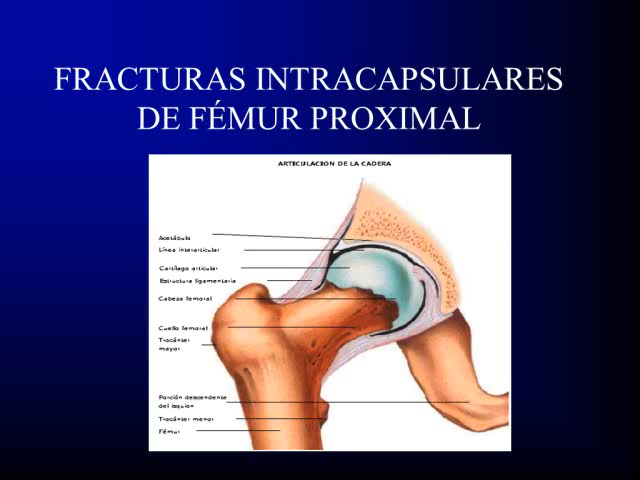 FRACTURAS INTRACAPSULARES
DE FÉMUR PROXIMAL
ARTICULACION DE LA CADERA
Acetábulo
Línea interarticular
Cartílago articular
Estructura ligamentaria
Cabeza femoral
Cuello femoral
Trocánter
mayor
Porción descendente
del isquion
Trocánter menor
Fémur